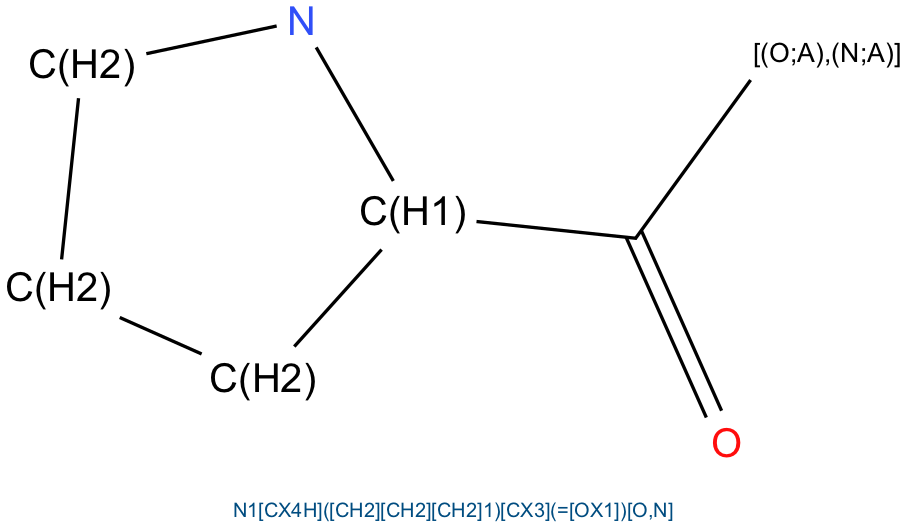 N
C(H2)
[(O;A),(N;A)]
C(H1)
C(H2)
C(H2)
O
N1[CX4H]([CH2][CH2][CH2]1)[CX3](=[OX1])[O,N]